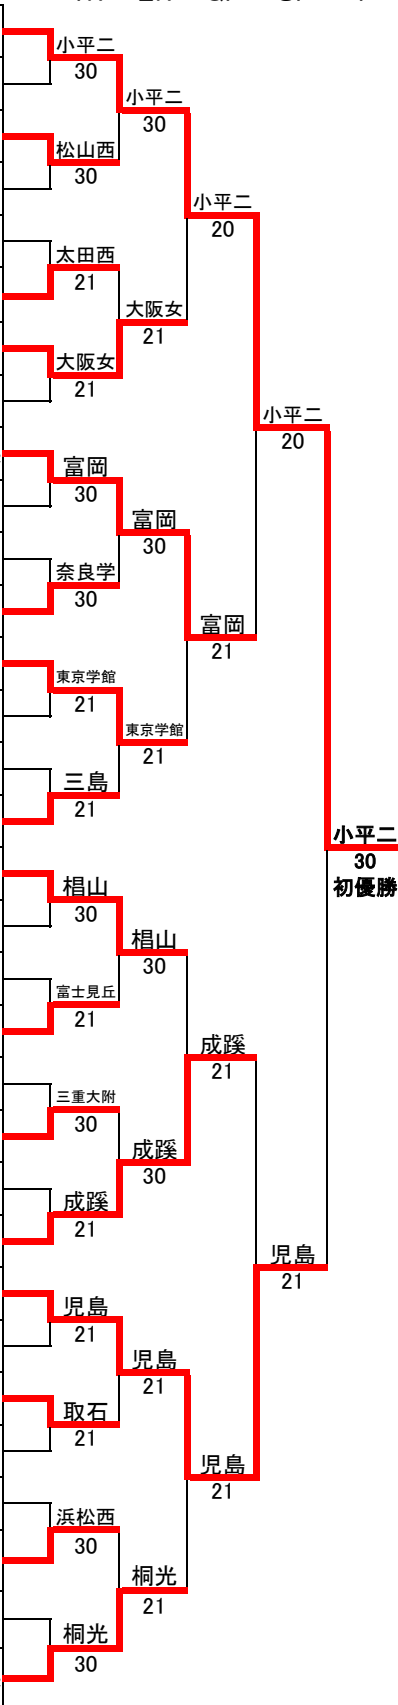 小平二
30
小平二
30
松山西
30
小平二
20
太田西
21
大阪女
21
大阪女
21
小平二
20
富岡
30
富岡
30
奈良学
30
富岡
21
東京学館
21
東京学館
21
三島
21
小平二
30
初優勝
椙山
30
椙山
30
富士見丘
21
成蹊
21
三重大附
30
成蹊
30
成蹊
21
児島
21
児島
21
児島
21
取石
21
児島
21
浜松西
30
桐光
21
桐光
30